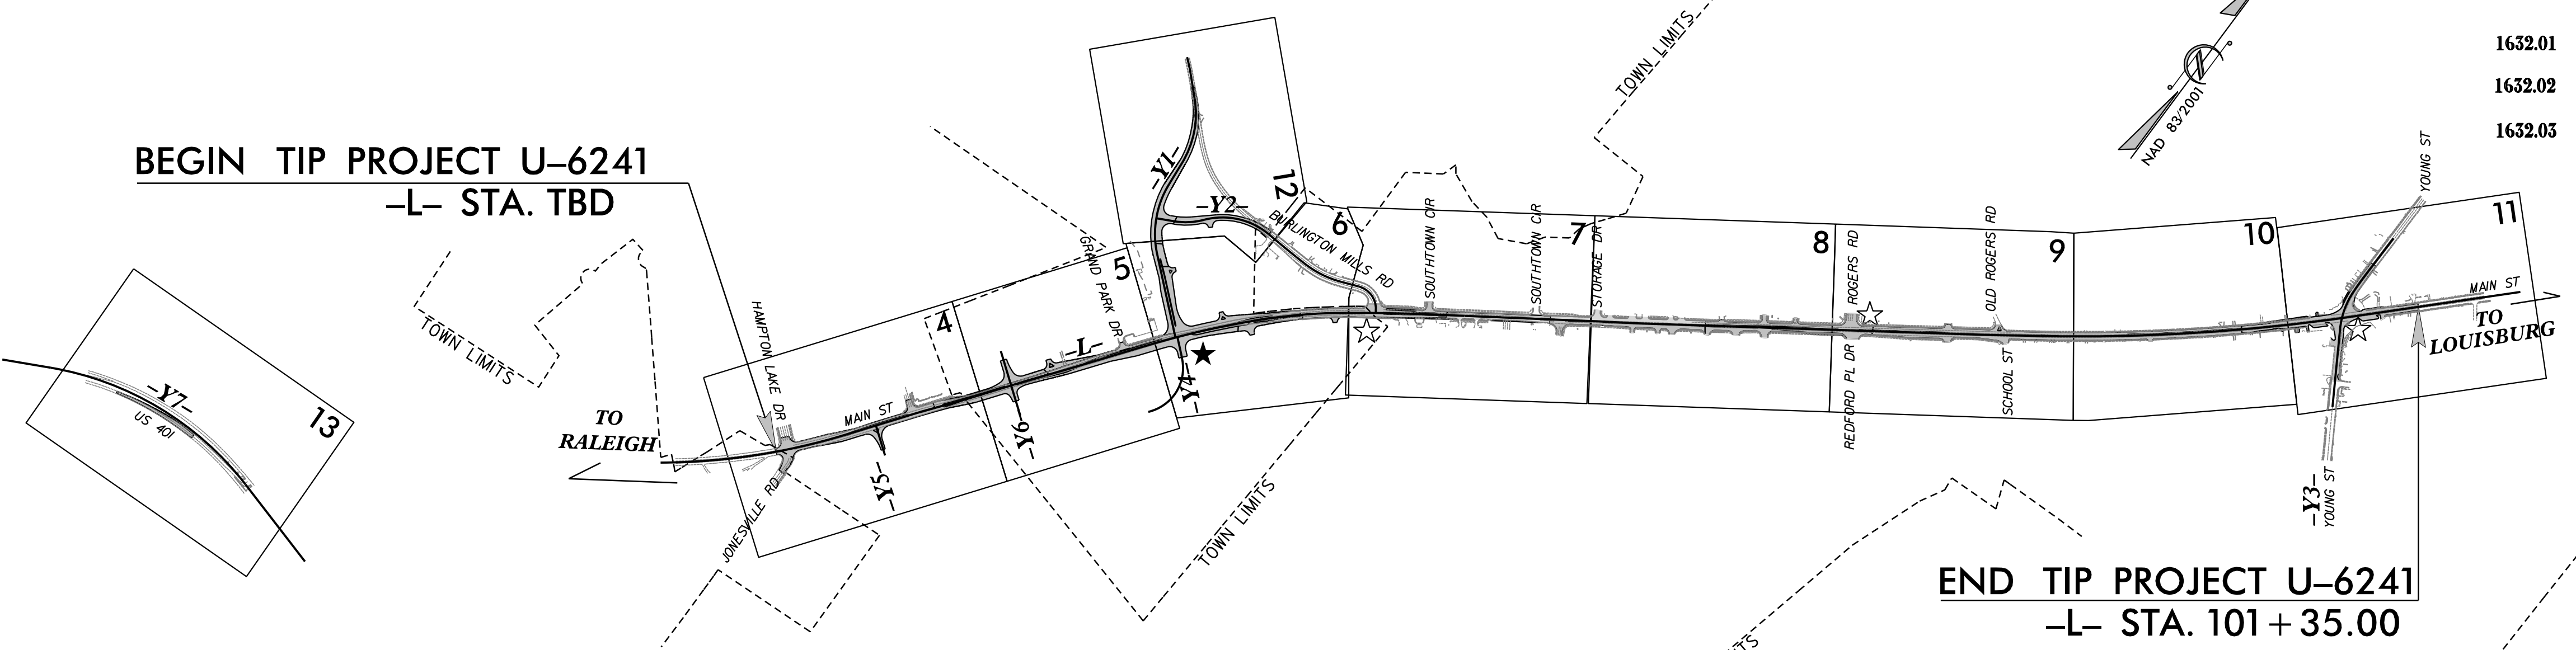 1632.01
1632.02
1632.03
NAD 83/2001
BEGIN TIP PROJECT U–6241
–L– STA. TBD
TOWN LIMITS
TOWN LIMITS
TOWN LIMITS
–Y7–
US 401
13
TO
RALEIGH
HAMPTON LAKE DR
JONESVILLE RD
MAIN ST
4
–Y5–
–Y6–
–L–
GRAND PARK DR
5
–Y4–
–Y1–
–Y2–
12
BURLINGTON MILLS RD
6
SOUTHTOWN CIR
SOUTHTOWN CIR
7
STORAGE DR
8
ROGERS RD
REDFORD PL DR
OLD ROGERS RD
SCHOOL ST
9
10
11
YOUNG ST
MAIN ST
TO
LOUISBURG
–Y3–
YOUNG ST
END TIP PROJECT U–6241
–L– STA. 101+35.00